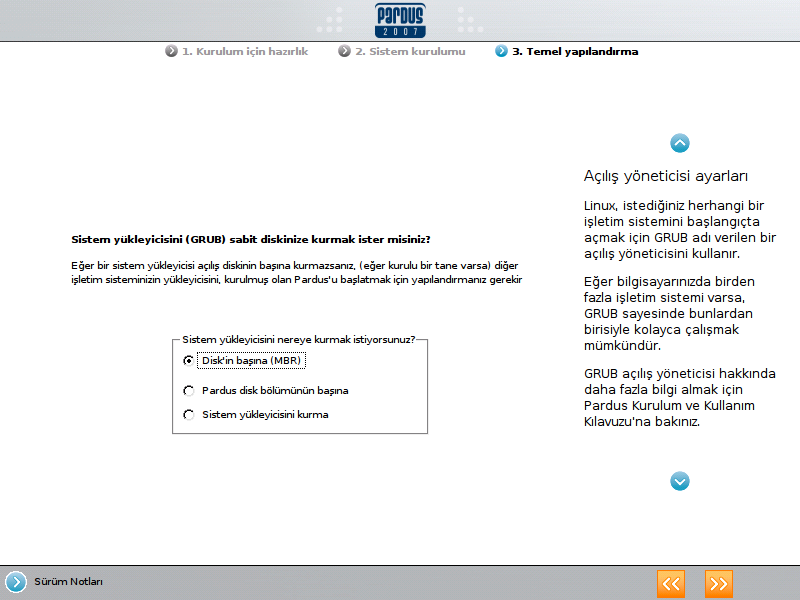 PARDUS
2007
1. Kurulum için hazırlık 2. Sistem kurulumu 3. Temel yapılandırma
Sistem yükleyicisini (GRUB) sabit diskinize kurmak ister misiniz?
Eğer bir sistem yükleyicisi açılış diskinin başına kurmazsanız, (eğer kurulu bir tane varsa) diğer
işletim sisteminizin yükleyicisini, kurulmuş olan Pardus'u başlatmak için yapılandırmanız gerekir
Sistem yükleyicisini nereye kurmak istiyorsunuz?
Disk'in başına (MBR)
Pardus disk bölümünün başına
Sistem yükleyicisini kurma
Açılış yöneticisi ayarları
Linux, istediğiniz herhangi bir
işletim sistemini başlangıçta
açmak için GRUB adı verilen bir
açılış yöneticisini kullanır.
Eğer bilgisayarınızda birden
fazla işletim sistemi varsa,
GRUB sayesinde bunlardan
birisiyle kolayca çalışmak
mümkündür.
GRUB açılış yöneticisi hakkında
daha fazla bilgi almak için
Pardus Kurulum ve Kullanım
Kılavuzu'na bakınız.
Sürüm Notları